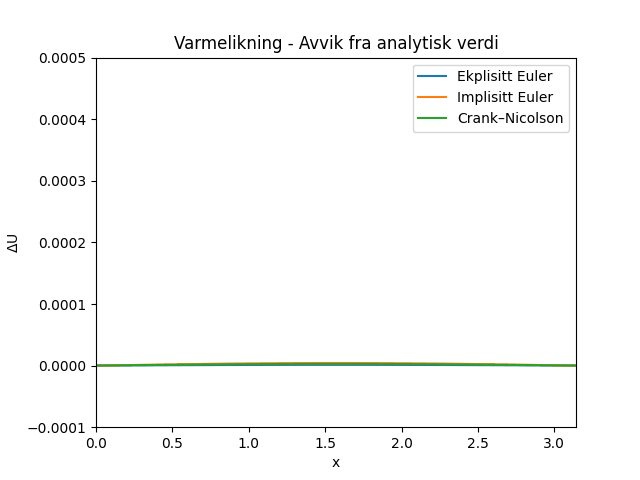 Varmelikning - Avvik fra analytisk verdi
0.0005
0.0004
0.0003
0.0002
0.0001
0.0000
−0.0001
ΔU
Ekplisitt Euler
Implisitt Euler
Crank–Nicolson
0.0 0.5 1.0 1.5 2.0 2.5 3.0
x